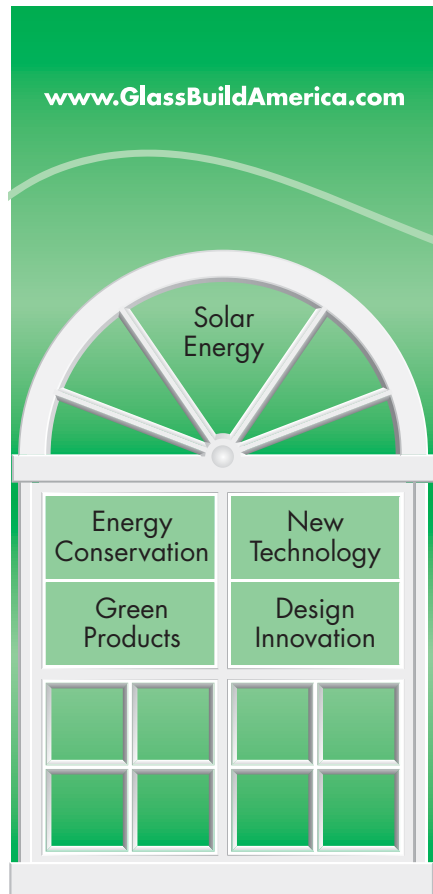 www.GlassBuildAmerica.com
Solar
Energy
Energy
Conservation
New
Technology
Green
Products
Design
Innovation